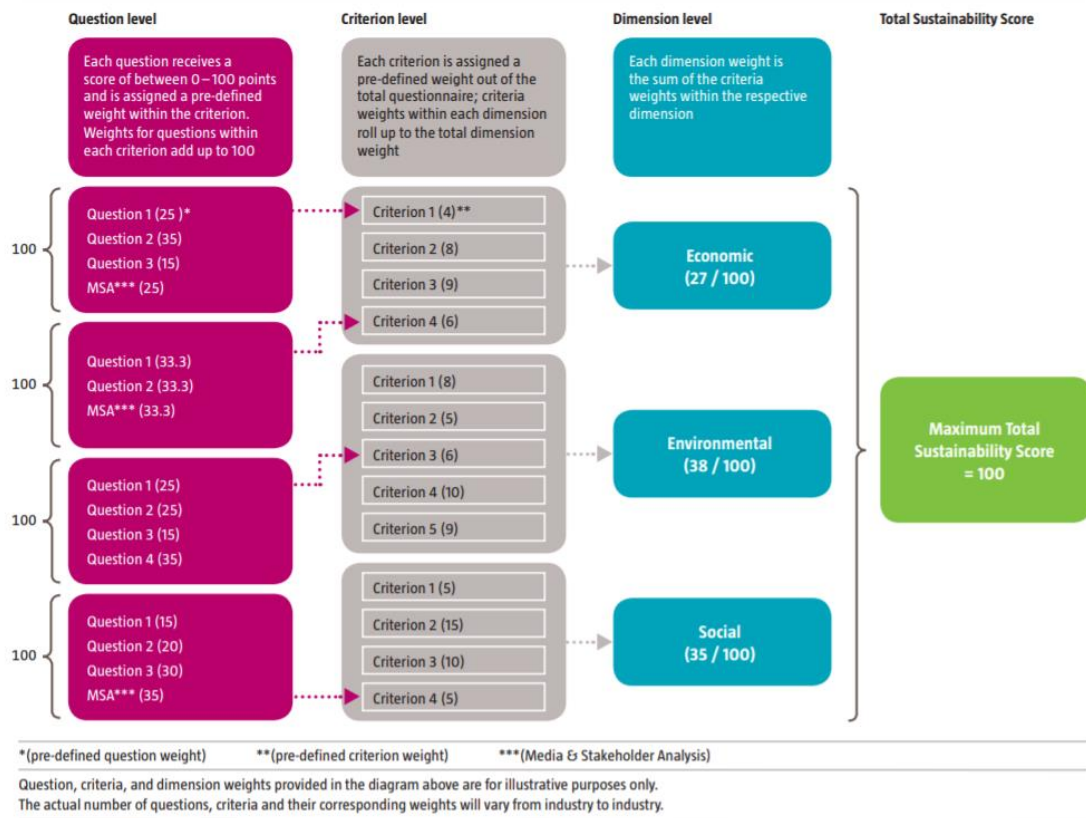 Question level
Criterion level
Dimension level
Total Sustainability Score
Each question receives a
score of between 0–100 points
and is assigned a pre-defined
weight within the criterion.
Weights for questions within
each criterion add up to 100
Each criterion is assigned a
pre-defined weight out of the
total questionnaire; criteria
weights within each dimension
roll up to the total dimension
weight
Each dimension weight is
the sum of the criteria
weights within the respective
dimension
100
Question 1 (25 )*
Question 2 (35)
Question 3 (15)
MSA*** (25)
100
Question 1 (33.3)
Question 2 (33.3)
MSA*** (33.3)
100
Question 1 (25)
Question 2 (25)
Question 3 (15)
Question 4 (35)
100
Question 1 (15)
Question 2 (20)
Question 3 (30)
MSA*** (35)
Criterion 1 (4)**
Criterion 2 (8)
Criterion 3 (9)
Criterion 4 (6)
Criterion 1 (8)
Criterion 2 (5)
Criterion 3 (6)
Criterion 4 (10)
Criterion 5 (9)
Criterion 1 (5)
Criterion 2 (15)
Criterion 3 (10)
Criterion 4 (5)
Economic
(27 / 100)
Environmental
(38 / 100)
Social
(35 / 100)
Maximum Total
Sustainability Score
= 100
*(pre-defined question weight) **(pre-defined criterion weight) ***(Media & Stakeholder Analysis)
Question, criteria, and dimension weights provided in the diagram above are for illustrative purposes only.
The actual number of questions, criteria and their corresponding weights will vary from industry to industry.